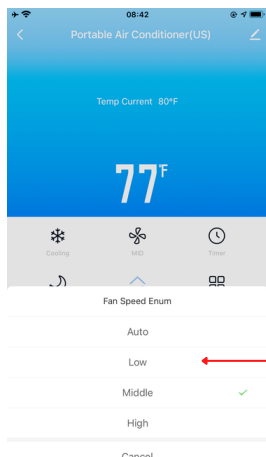 08:42
Portable Air Conditioner(US)
Temp Current 80°F
77°F
Cooling
MID
Timer
Fan Speed Enum
Auto
Low
Middle
High
Cancel